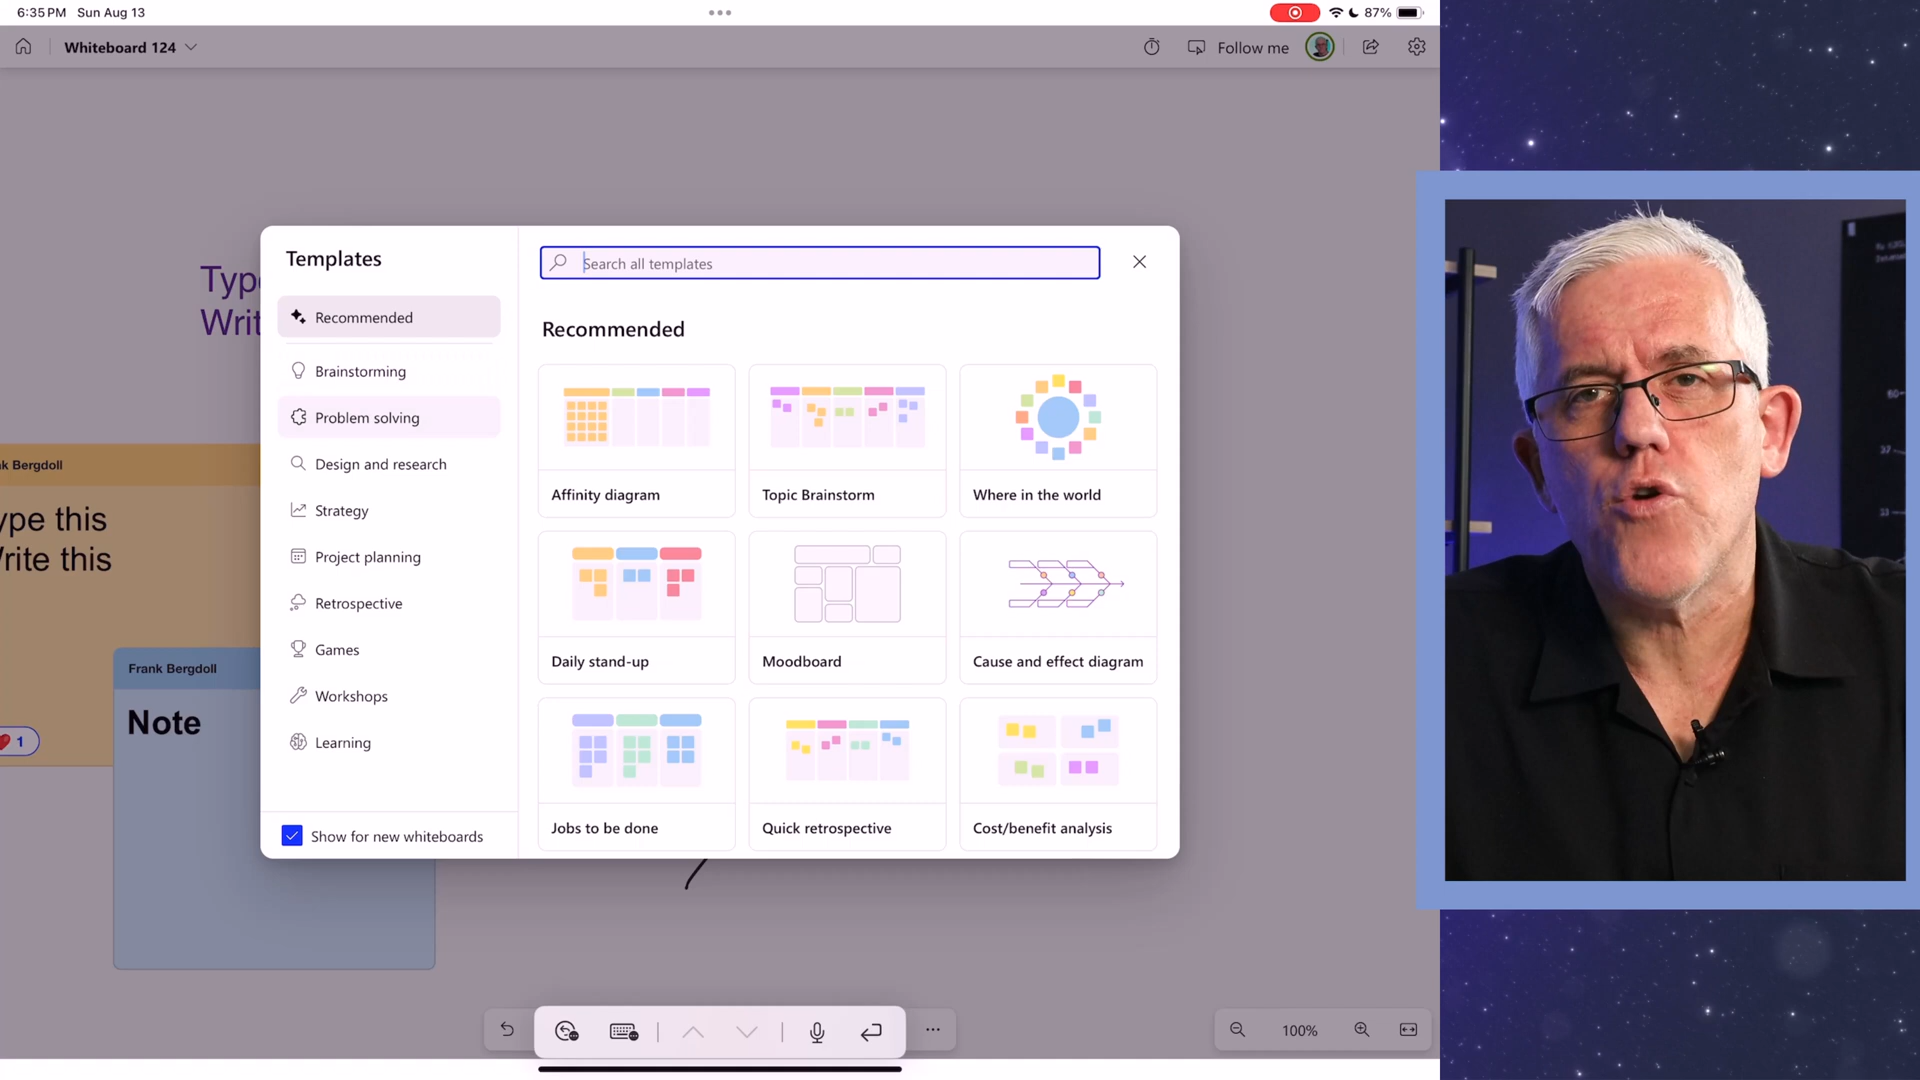 6:35 PM Sun Aug 13
87%
Whiteboard 124
Follow me
Type
Writ
k Bergdoll
ype this
rite this
1
Frank Bergdoll
Note
Templates
Recommended
Brainstorming
Problem solving
Design and research
Strategy
Project planning
Retrospective
Games
Workshops
Learning
Show for new whiteboards
Search all templates
Recommended
Affinity diagram
Topic Brainstorm
Where in the world
Daily stand-up
Moodboard
Cause and effect diagram
Jobs to be done
Quick retrospective
Cost/benefit analysis
100%